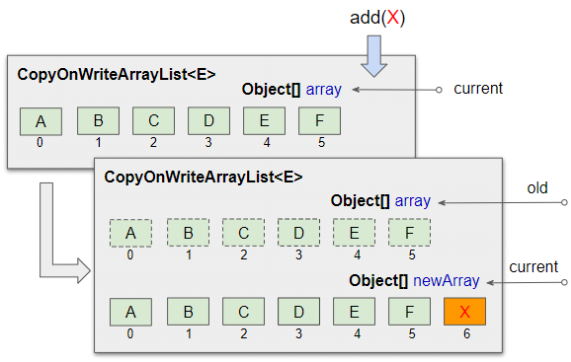 add(X)
CopyOnWriteArrayList<E>
Object[] array
current
A B C D E F
0 1 2 3 4 5
CopyOnWriteArrayList<E>
old
Object[] array
A B C D E F
0 1 2 3 4 5
current
Object[] newArray
A B C D E F X
0 1 2 3 4 5 6